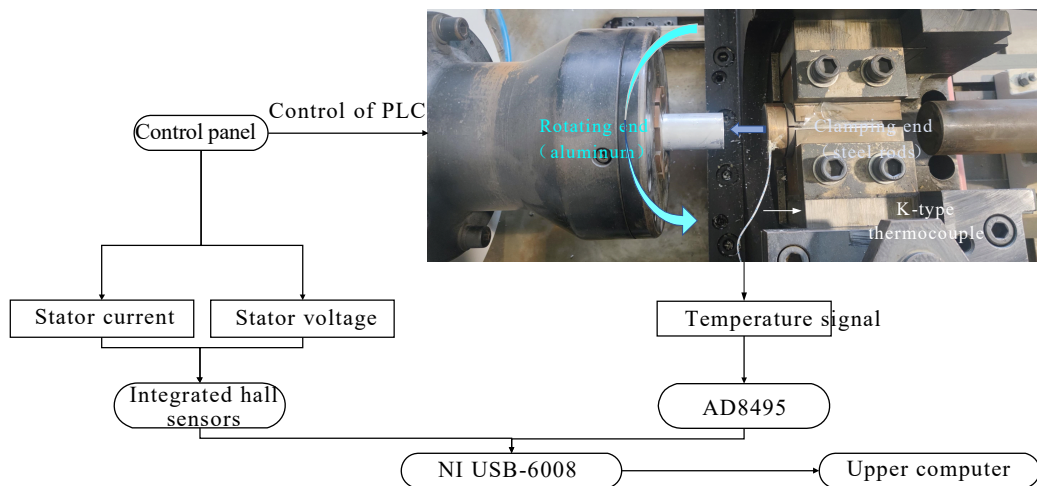 Control of PLC
Control panel
Rotating end
（aluminum）
Clamping end
（steel rods）
K-type
thermocouple
Stator current
Stator voltage
Temperature signal
Integrated hall
sensors
AD8495
NI USB-6008
Upper computer